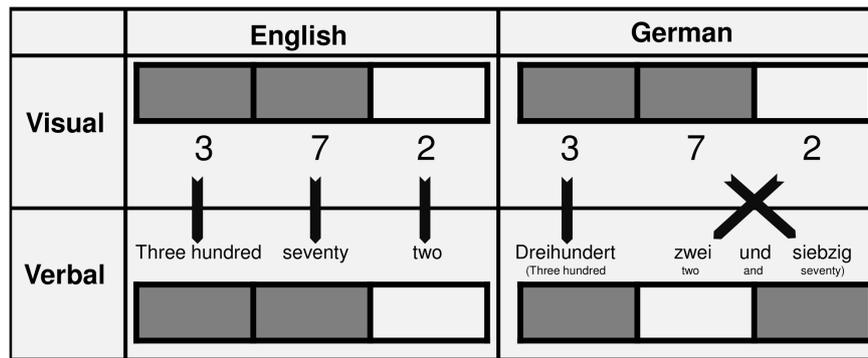 English German
Visual
3 7 2 3 7 2
Three hundred seventy two Dreihundert zwei und siebzig
(Three hundred two and seventy)
Verbal